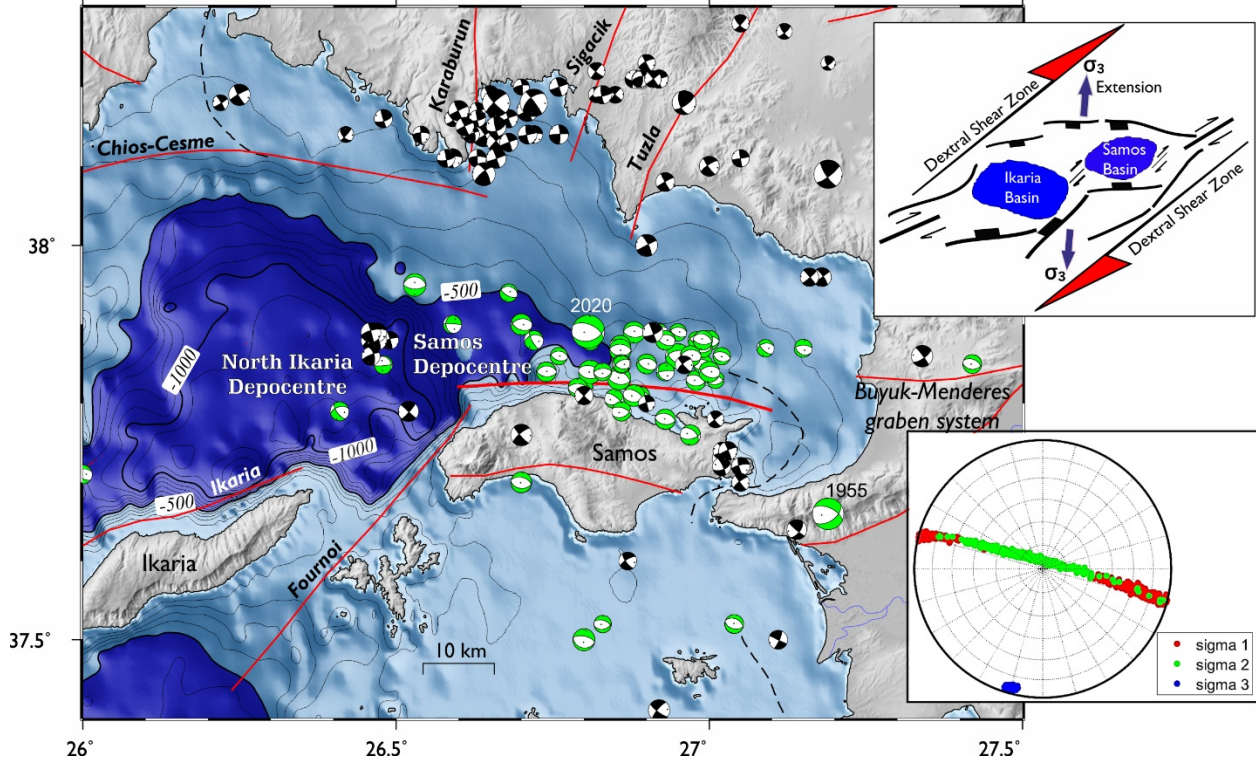 Karaburun
Sigacik
Tuzla
Chios-Cesme
38°
-500
2020
-1000
North Ikaria
Depocentre
Samos
Depocentre
-1000
-500
Ikaria
Samos
Buyuk-Menderes
graben system
1955
Ikaria
Fournoi
37.5°
10 km
26°
26.5°
27°
27.5°
Dextral Shear Zone
σ3
Extension
Ikaria
Basin
Samos
Basin
σ3
Dextral Shear Zone
sigma 1
sigma 2
sigma 3